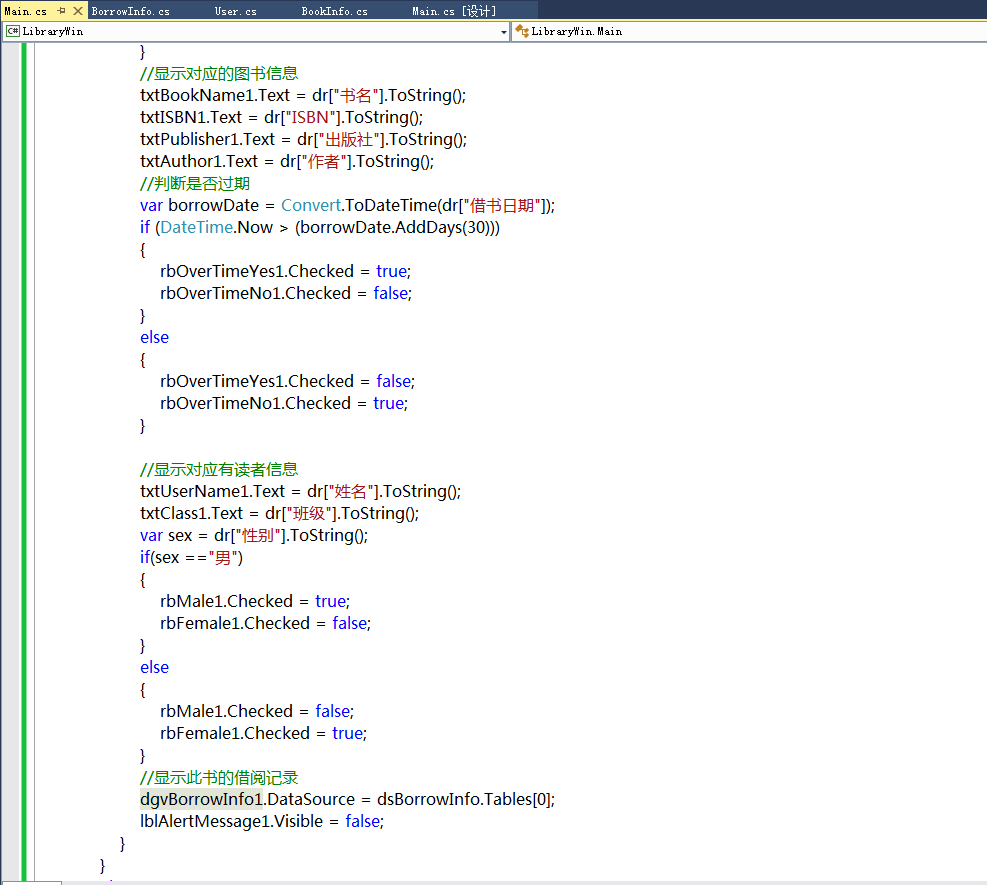 Main.cs BorrowInfo.cs User.cs BookInfo.cs Main.cs [设计]
C# LibraryWin LibraryWin.Main
}
//显示对应的图书信息
txtBookName1.Text = dr["书名"].ToString();
txtISBN1.Text = dr["ISBN"].ToString();
txtPublisher1.Text = dr["出版社"].ToString();
txtAuthor1.Text = dr["作者"].ToString();
//判断是否过期
var borrowDate = Convert.ToDateTime(dr["借书日期"]);
if (DateTime.Now > (borrowDate.AddDays(30)))
{
rbOverTimeYes1.Checked = true;
rbOverTimeNo1.Checked = false;
}
else
{
rbOverTimeYes1.Checked = false;
rbOverTimeNo1.Checked = true;
}
//显示对应有读者信息
txtUserName1.Text = dr["姓名"].ToString();
txtClass1.Text = dr["班级"].ToString();
var sex = dr["性别"].ToString();
if(sex =="男")
{
rbMale1.Checked = true;
rbFemale1.Checked = false;
}
else
{
rbMale1.Checked = false;
rbFemale1.Checked = true;
}
//显示此书的借阅记录
dgvBorrowInfo1.DataSource = dsBorrowInfo.Tables[0];
lblAlertMessage1.Visible = false;
}
}